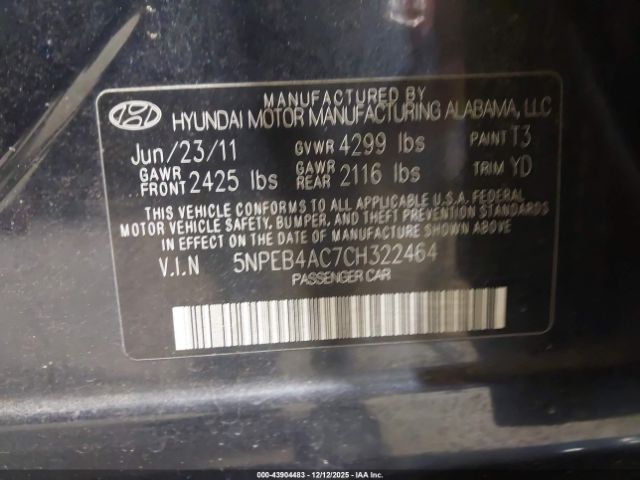 MANUFACTURED BY
HYUNDAI MOTOR MANUFACTURING ALABAMA, LLC
Jun/23/11 GVWR 4299 lbs PAINT T3
GAWR FRONT 2425 lbs GAWR REAR 2116 lbs TRIM YD
THIS VEHICLE CONFORMS TO ALL APPLICABLE U.S.A. FEDERAL
MOTOR VEHICLE SAFETY, BUMPER, AND THEFT PREVENTION STANDARDS
IN EFFECT ON THE DATE OF MANUFACTURE SHOWN ABOVE.
V.I.N 5NPEB4AC7CH322464
PASSENGER CAR
000-43904483 - 12/12/2025 - IAA Inc.